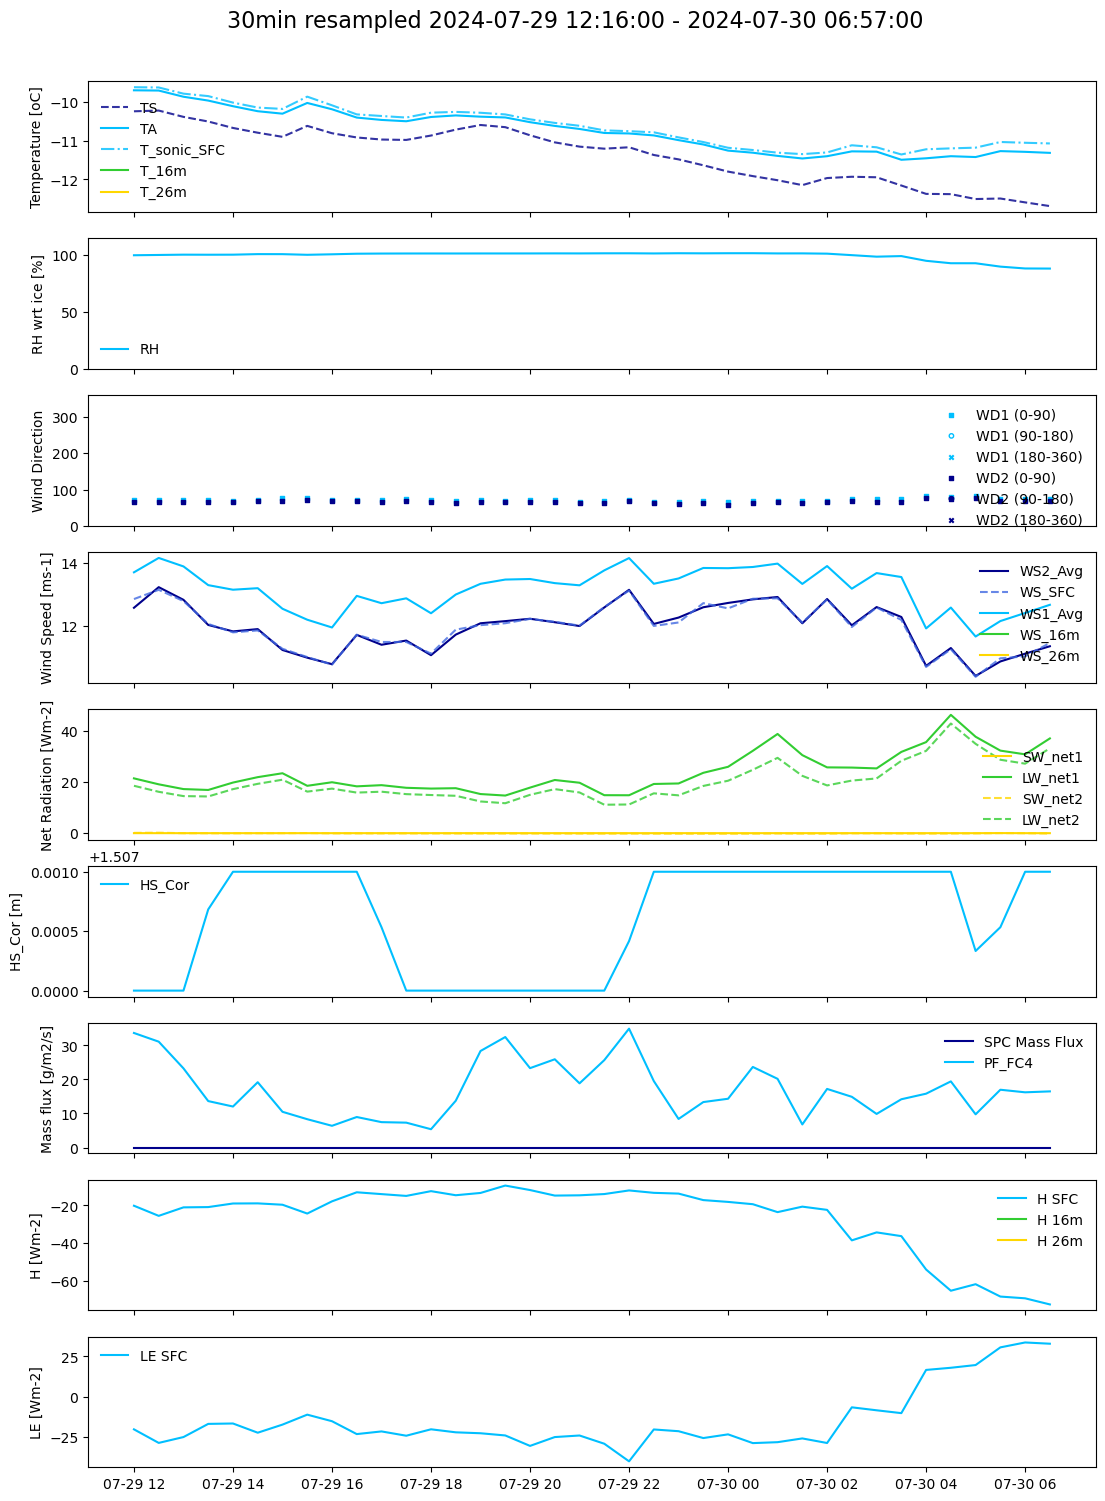 30min resampled 2024-07-29 12:16:00 - 2024-07-30 06:57:00
Temperature [oC]
−10
−11
−12
TS
TA
T_sonic_SFC
T_16m
T_26m
RH wrt ice [%]
100
50
0
RH
Wind Direction
300
200
100
0
WD1 (0-90)
WD1 (90-180)
WD1 (180-360)
WD2 (0-90)
WD2 (90-180)
WD2 (180-360)
Wind Speed [ms-1]
14
12
WS2_Avg
WS_SFC
WS1_Avg
WS_16m
WS_26m
Net Radiation [Wm-2]
40
20
0
SW_net1
LW_net1
SW_net2
LW_net2
+1.507
HS_Cor [m]
0.0010
0.0005
0.0000
HS_Cor
Mass flux [g/m2/s]
30
20
10
0
SPC Mass Flux
PF_FC4
H [Wm-2]
−20
−40
−60
H SFC
H 16m
H 26m
LE [Wm-2]
25
0
−25
LE SFC
07-29 12 07-29 14 07-29 16 07-29 18 07-29 20 07-29 22 07-30 00 07-30 02 07-30 04 07-30 06